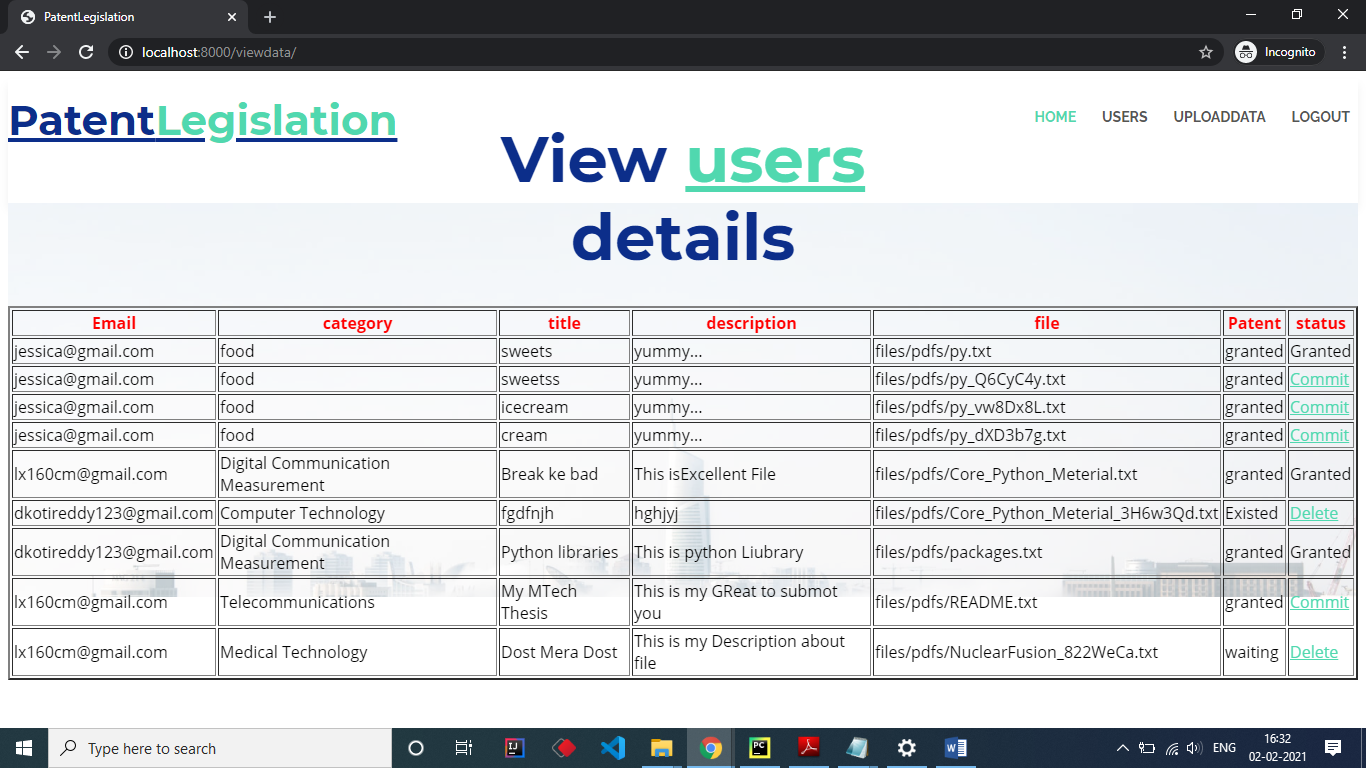 PatentLegislation
localhost:8000/viewdata/
Incognito
PatentLegislation
HOME USERS UPLOADDATA LOGOUT
View users
details
Email category title description file Patent status
jessica@gmail.com food sweets yummy... files/pdfs/py.txt granted Granted
jessica@gmail.com food sweetss yummy... files/pdfs/py_Q6CyC4y.txt granted Commit
jessica@gmail.com food icecream yummy... files/pdfs/py_vw8Dx8L.txt granted Commit
jessica@gmail.com food cream yummy... files/pdfs/py_dXD3b7g.txt granted Commit
lx160cm@gmail.com Digital Communication
Measurement Break ke bad This isExcellent File files/pdfs/Core_Python_Meterial.txt granted Granted
dkotireddy123@gmail.com Computer Technology fgdfnjh hghjyj files/pdfs/Core_Python_Meterial_3H6w3Qd.txt Existed Delete
dkotireddy123@gmail.com Digital Communication
Measurement Python libraries This is python Liubrary files/pdfs/packages.txt granted Granted
lx160cm@gmail.com Telecommunications My MTech
Thesis This is my GReat to submot
you files/pdfs/README.txt granted Commit
lx160cm@gmail.com Medical Technology Dost Mera Dost This is my Description about
file files/pdfs/NuclearFusion_822WeCa.txt waiting Delete
Type here to search
ENG
16:32
02-02-2021